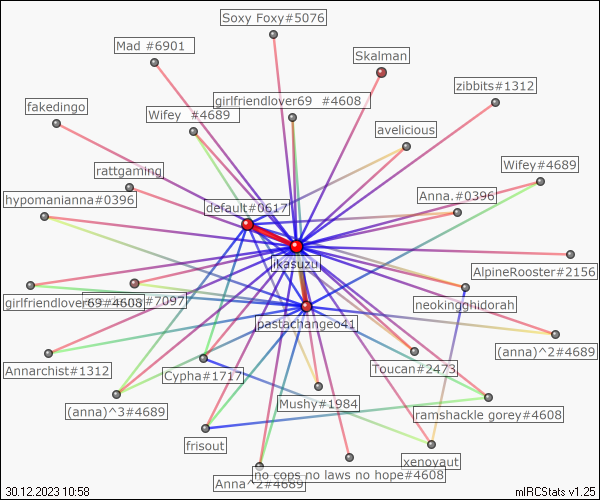 Soxy Foxy#5076
Mad #6901
Skalman
zibbits#1312
fakedingo
Wifey #4689
girlfriendlover69 #4608
avelicious
rattgaming
Wifey#4689
hypomanianna#0396
default#0617
Anna.#0396
ikasuzu
AlpineRooster#2156
girlfriendlover69#4608
#7097
neokingghidorah
pastachangeo41
(anna)^2#4689
Annarchist#1312
Cypha#1717
Toucan#2473
(anna)^3#4689
Mushy#1984
ramshackle gorey#4608
frisout
xenovaut
no cops no laws no hope#4608
Anna^2#4689
30.12.2023 10:58
mIRCStats v1.25